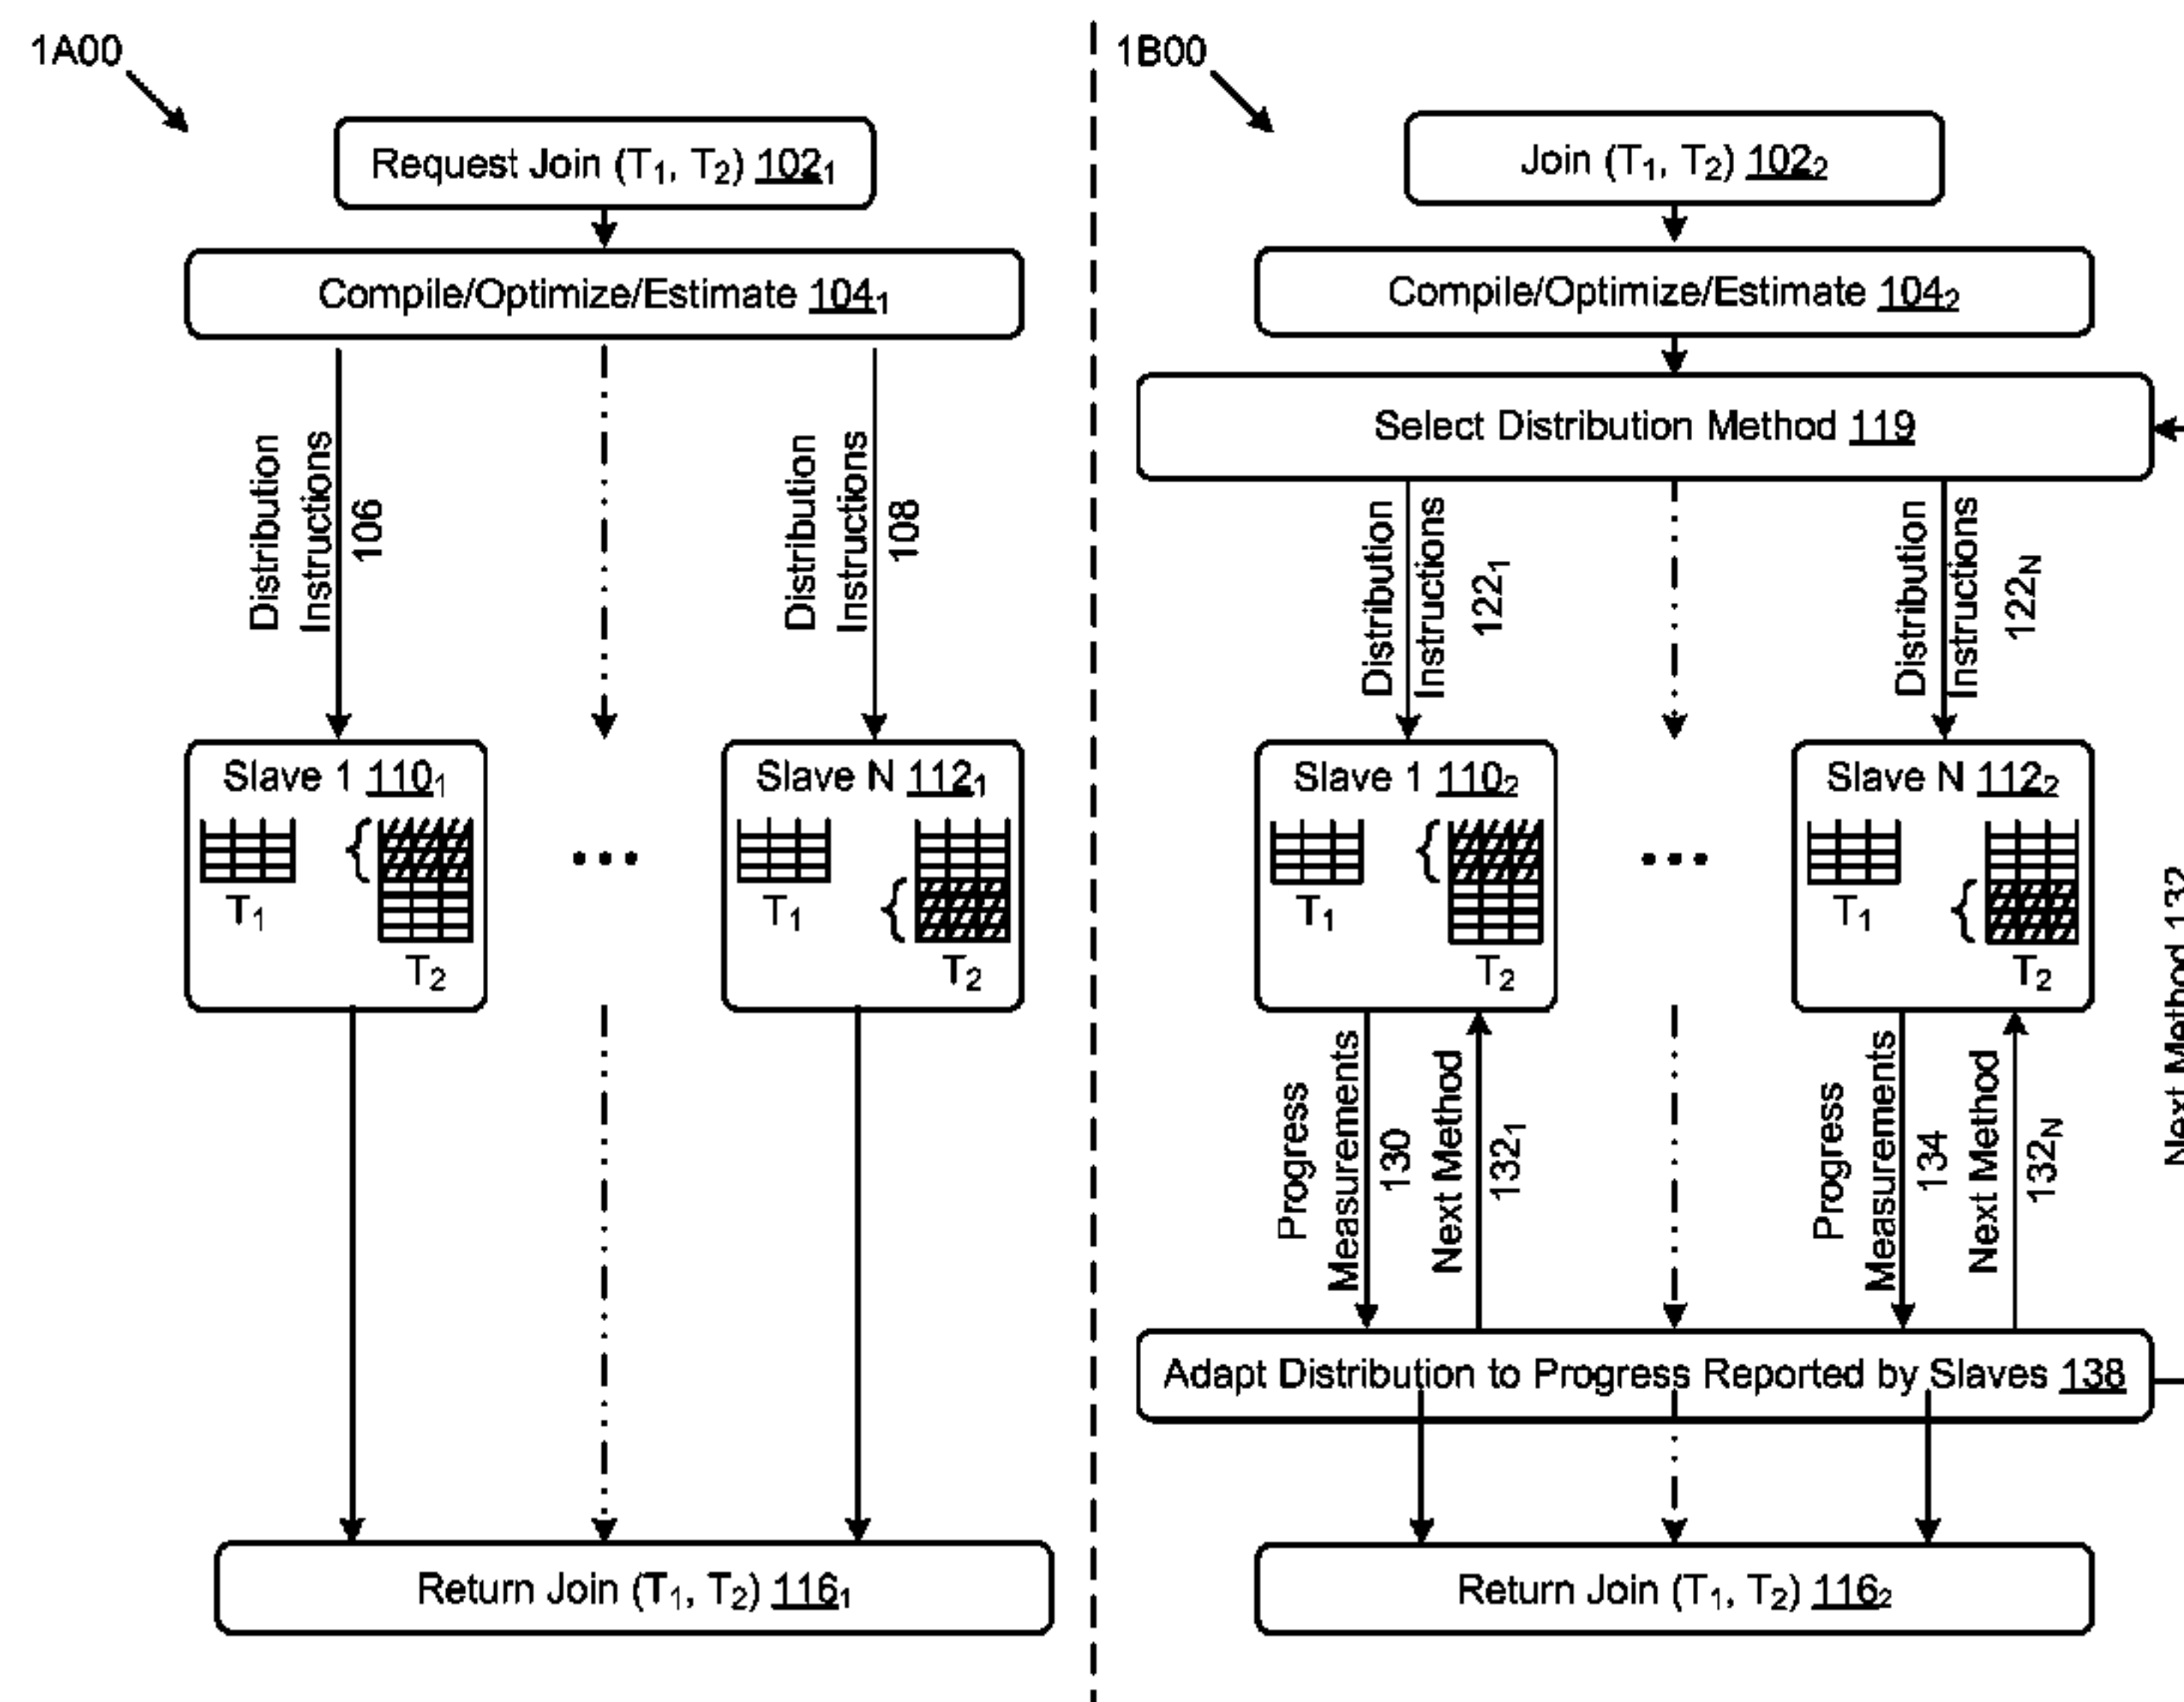 1A00
Request Join (T1, T2) 1021
Compile/Optimize/Estimate 1041
Distribution
Instructions
106
Distribution
Instructions
108
Slave 1 1101
T1
T2
...
Slave N 1121
T1
T2
Return Join (T1, T2) 1161
1B00
Join (T1, T2) 1022
Compile/Optimize/Estimate 1042
Select Distribution Method 119
Distribution
Instructions
1221
Distribution
Instructions
122N
Slave 1 1102
T1
T2
...
Slave N 1122
T1
T2
Progress
Measurements
130
Next Method
1321
Progress
Measurements
134
Next Method
132N
Next Method 132
Adapt Distribution to Progress Reported by Slaves 138
Return Join (T1, T2) 1162